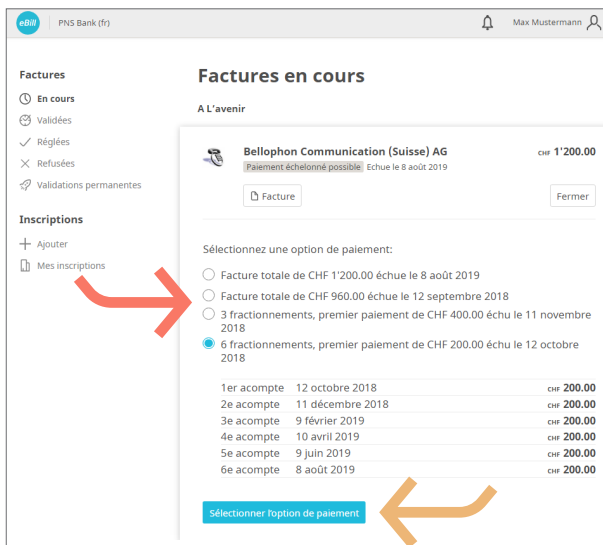 eBill PNS Bank (fr) Max Mustermann
Factures
En cours
Validées
Réglées
Refusées
Validations permanentes
Inscriptions
Ajouter
Mes inscriptions
Factures en cours
A L'avenir
Bellophon Communication (Suisse) AG CHF 1'200.00
Paiement échelonné possible Echue le 8 août 2019
Facture Fermer
Sélectionnez une option de paiement:
Facture totale de CHF 1'200.00 échue le 8 août 2019
Facture totale de CHF 960.00 échue le 12 septembre 2018
3 fractionnements, premier paiement de CHF 400.00 échu le 11 novembre
2018
6 fractionnements, premier paiement de CHF 200.00 échu le 12 octobre
2018
1er acompte 12 octobre 2018 CHF 200.00
2e acompte 11 décembre 2018 CHF 200.00
3e acompte 9 février 2019 CHF 200.00
4e acompte 10 avril 2019 CHF 200.00
5e acompte 9 juin 2019 CHF 200.00
6e acompte 8 août 2019 CHF 200.00
Sélectionner l'option de paiement